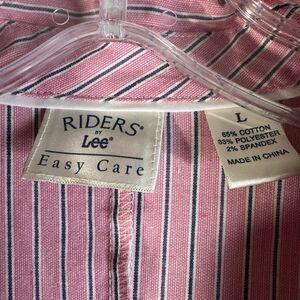 RIDERS®
BY
Lee®
Easy Care
L
65% COTTON
33% POLYESTER
2% SPANDEX
MADE IN CHINA